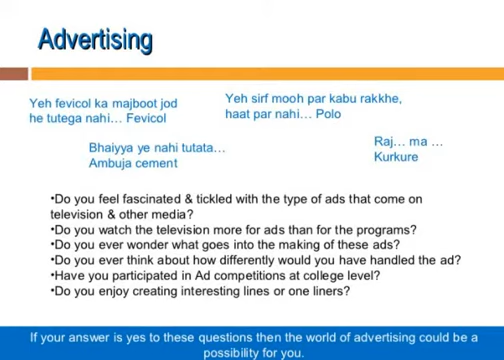 Advertising
Yeh fevicol ka majboot jod
he tutega nahi… Fevicol
Yeh sirf mooh par kabu rakkhe,
haat par nahi… Polo
Bhaiyya ye nahi tutata…
Ambuja cement
Raj… ma …
Kurkure
•Do you feel fascinated & tickled with the type of ads that come on
television & other media?
•Do you watch the television more for ads than for the programs?
•Do you ever wonder what goes into the making of these ads?
•Do you ever think about how differently would you have handled the ad?
•Have you participated in Ad competitions at college level?
•Do you enjoy creating interesting lines or one liners?
If your answer is yes to these questions then the world of advertising could be a
possibility for you.